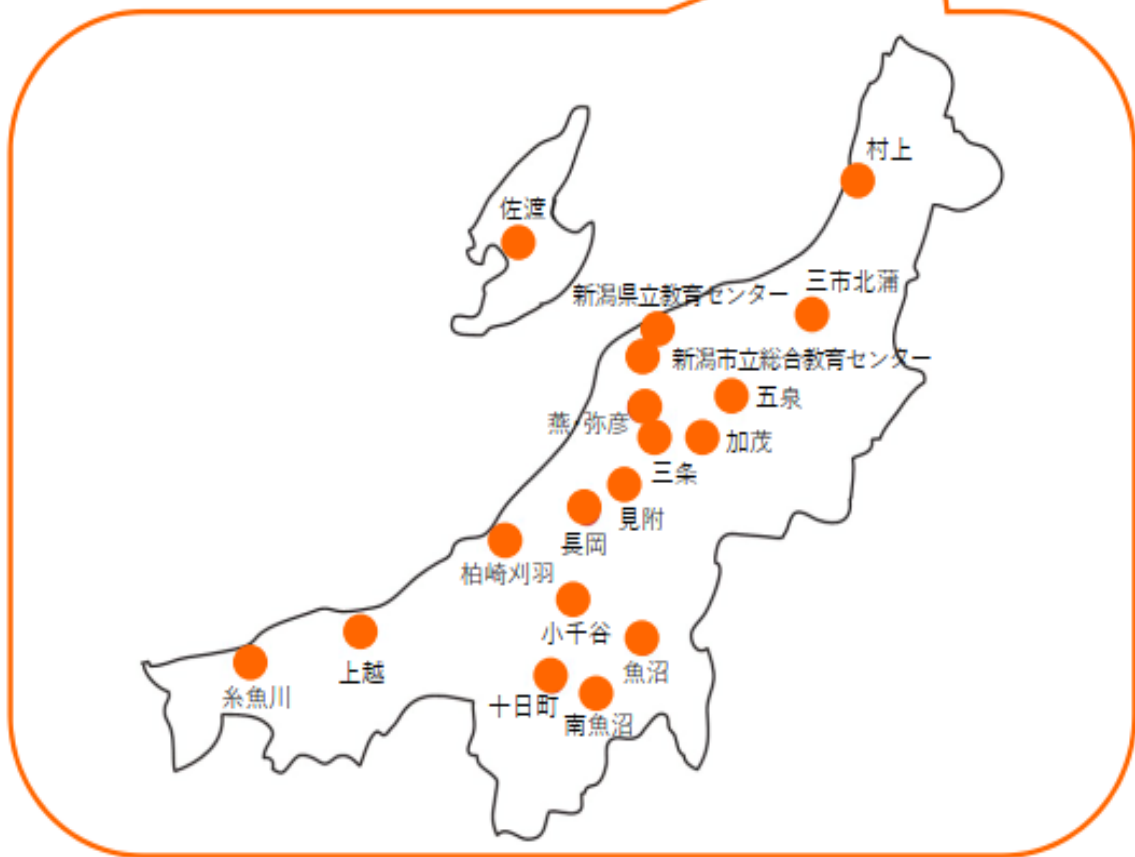 村上
佐渡
三市北蒲
新潟県立教育センター
新潟市立総合教育センター
五泉
燕・弥彦
加茂
三条
見附
長岡
柏崎刈羽
小千谷
魚沼
上越
糸魚川
十日町
南魚沼